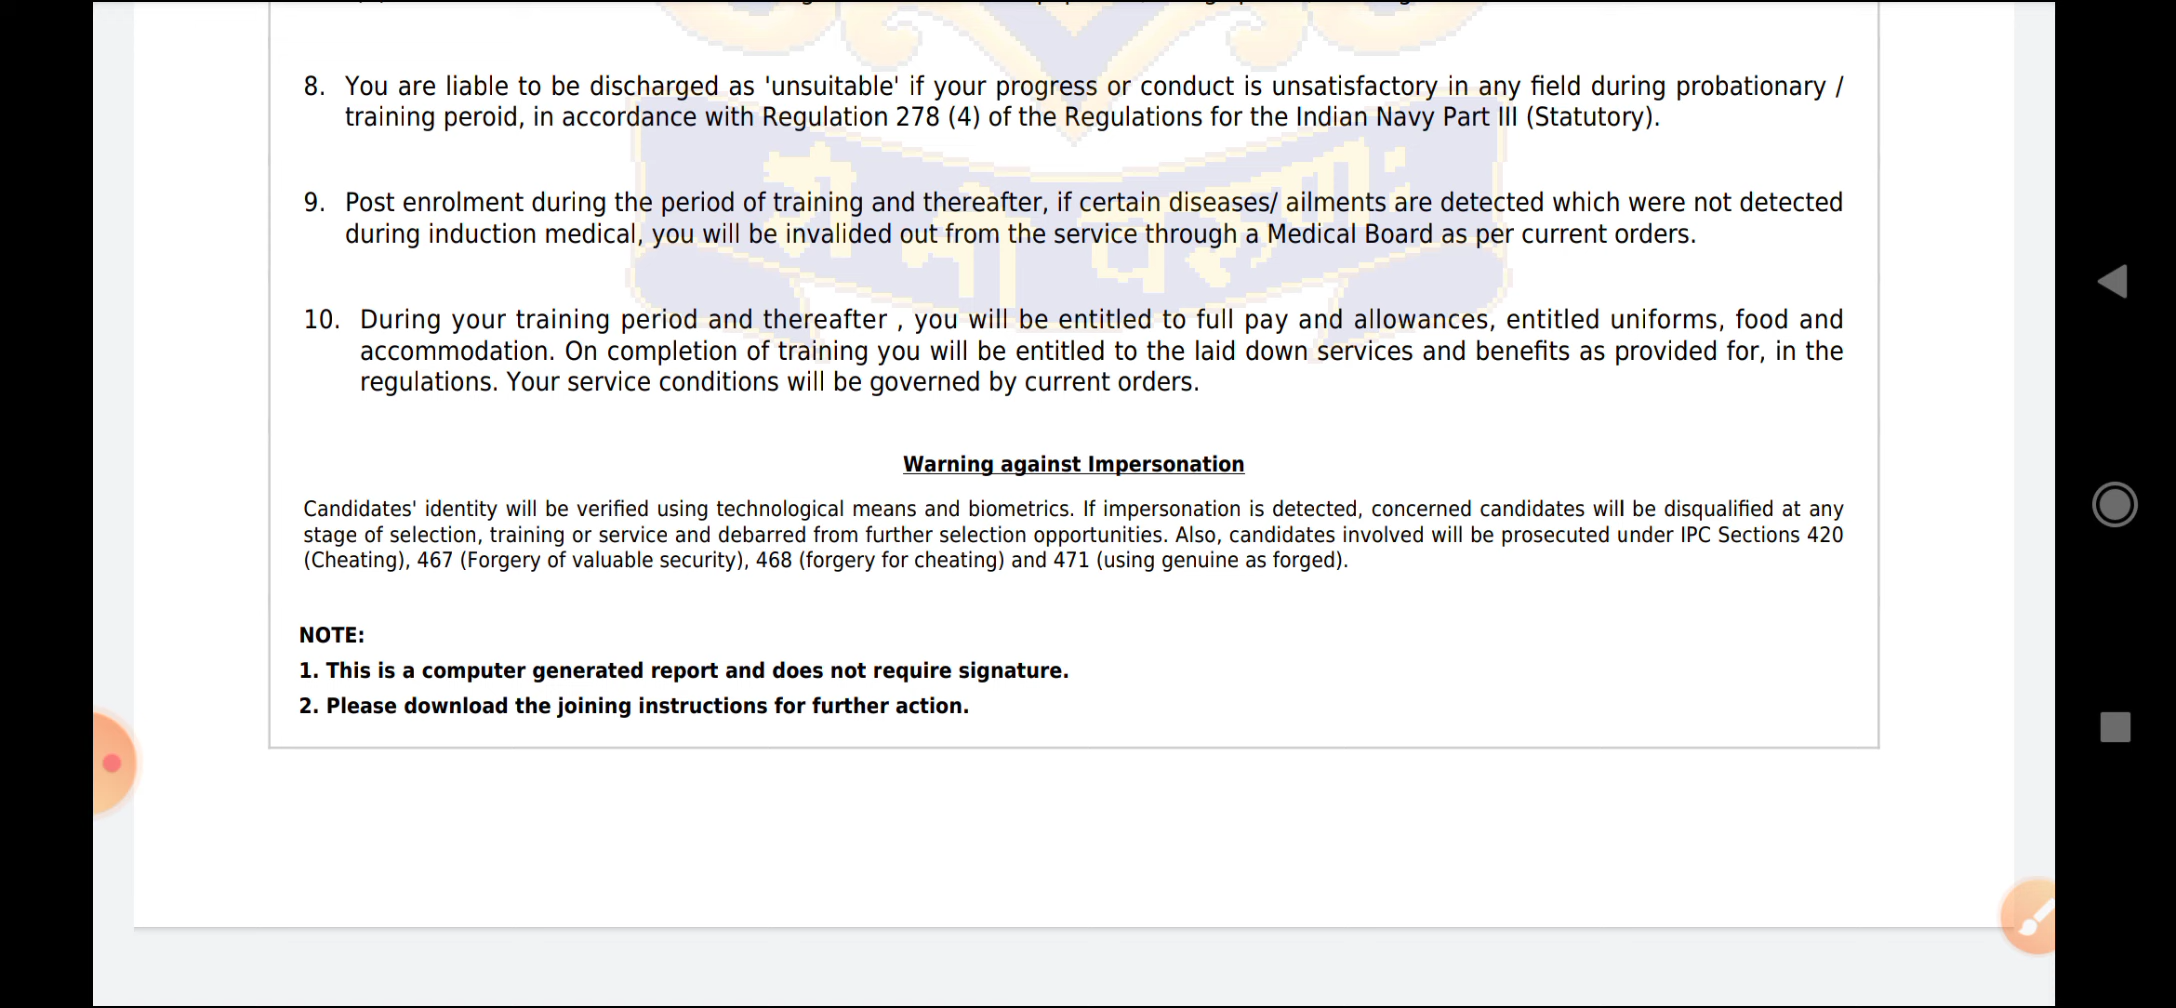 8. You are liable to be discharged as 'unsuitable' if your progress or conduct is unsatisfactory in any field during probationary /
training peroid, in accordance with Regulation 278 (4) of the Regulations for the Indian Navy Part III (Statutory).
9. Post enrolment during the period of training and thereafter, if certain diseases/ ailments are detected which were not detected
during induction medical, you will be invalided out from the service through a Medical Board as per current orders.
शं नो वरुणः
10. During your training period and thereafter , you will be entitled to full pay and allowances, entitled uniforms, food and
accommodation. On completion of training you will be entitled to the laid down services and benefits as provided for, in the
regulations. Your service conditions will be governed by current orders.
Warning against Impersonation
Candidates' identity will be verified using technological means and biometrics. If impersonation is detected, concerned candidates will be disqualified at any
stage of selection, training or service and debarred from further selection opportunities. Also, candidates involved will be prosecuted under IPC Sections 420
(Cheating), 467 (Forgery of valuable security), 468 (forgery for cheating) and 471 (using genuine as forged).
NOTE:
1. This is a computer generated report and does not require signature.
2. Please download the joining instructions for further action.